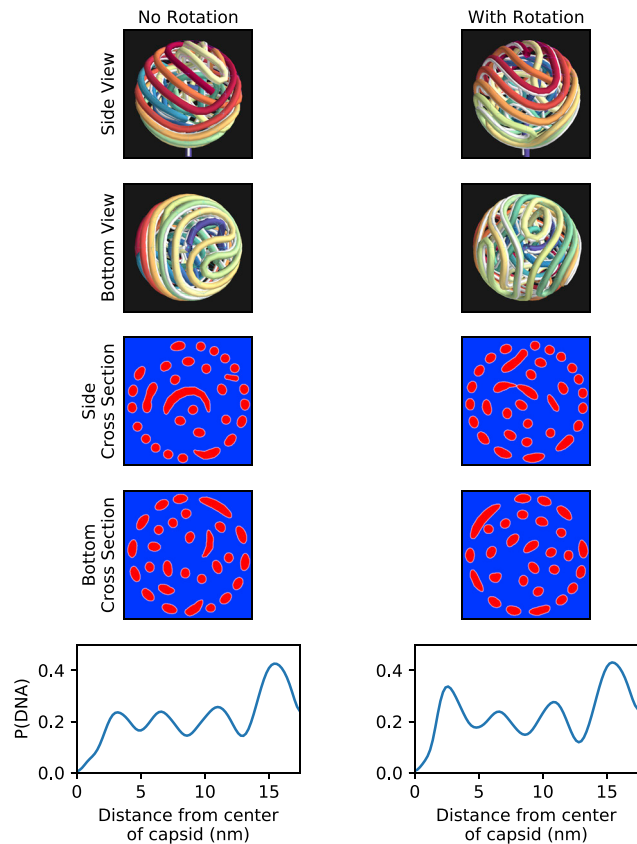 No Rotation
With Rotation
Side View
Bottom View
Side
Cross Section
Bottom
Cross Section
P(DNA)
0.4
0.2
0.0
0
5
10
15
Distance from center
of capsid (nm)
0.4
0.2
0.0
0
5
10
15
Distance from center
of capsid (nm)